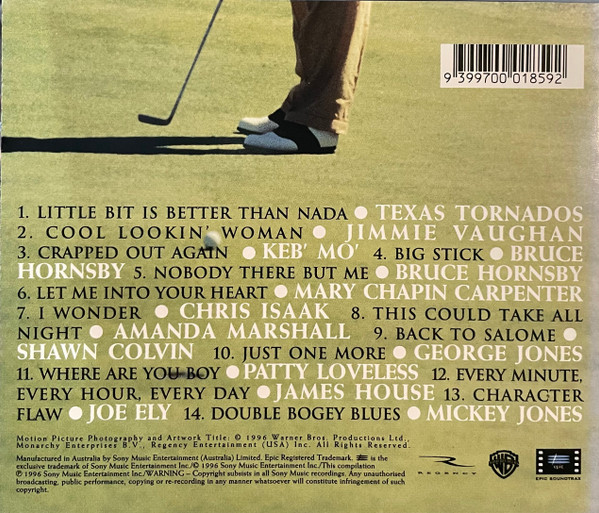 9 399700 018592
1. LITTLE BIT IS BETTER THAN NADA ● TEXAS TORNADOS
2. COOL LOOKIN' WOMAN ● JIMMIE VAUGHAN
3. CRAPPED OUT AGAIN ● KEB' MO' 4. BIG STICK ● BRUCE
HORNSBY 5. NOBODY THERE BUT ME ● BRUCE HORNSBY
6. LET ME INTO YOUR HEART ● MARY CHAPIN CARPENTER
7. I WONDER ● CHRIS ISAAK 8. THIS COULD TAKE ALL
NIGHT ● AMANDA MARSHALL 9. BACK TO SALOME ●
SHAWN COLVIN 10. JUST ONE MORE ● GEORGE JONES
11. WHERE ARE YOU BOY ● PATTY LOVELESS 12. EVERY MINUTE,
EVERY HOUR, EVERY DAY ● JAMES HOUSE 13. CHARACTER
FLAW ● JOE ELY 14. DOUBLE BOGEY BLUES ● MICKEY JONES
Motion Picture Photography and Artwork Title: © 1996 Warner Bros. Productions Ltd.,
Monarchy Enterprises B.V., Regency Entertainment (USA) Inc. All Rights Reserved.
Manufactured in Australia by Sony Music Entertainment (Australia) Limited. Epic Registered Trademark. is the
exclusive trademark of Sony Music Entertainment Inc./© 1996 Sony Music Entertainment Inc./This compilation
℗ 1996 Sony Music Entertainment Inc./WARNING – Copyright subsists in all Sony Music recordings. Any unauthorised
broadcasting, public performance, copying or re-recording in any manner whatsoever will constitute infringement of such
copyright.
REGENCY
WB
epic
EPIC SOUNDTRAX